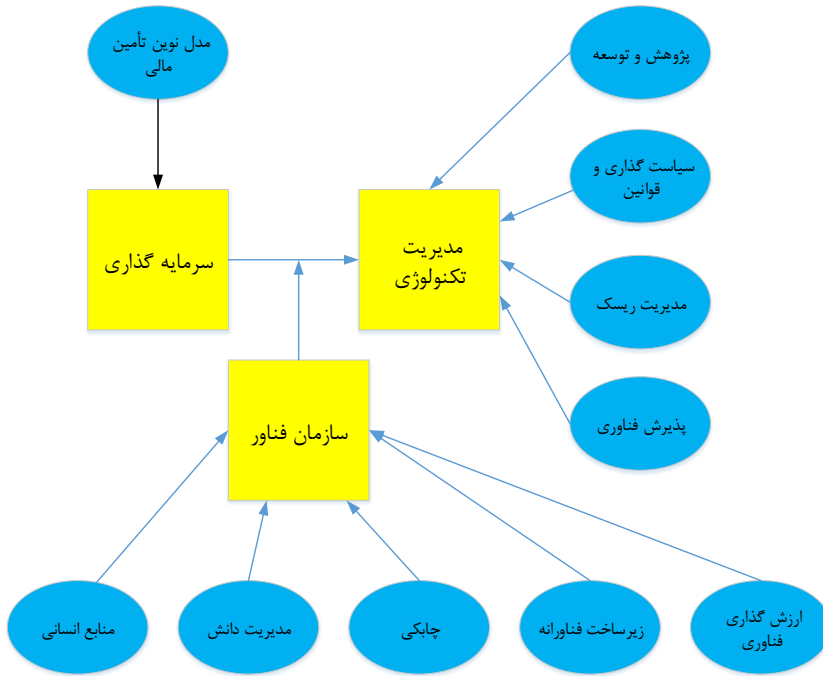 مدل نوین تأمین
مالی
پژوهش و توسعه
سیاست گذاری و
قوانین
سرمایه گذاری
مدیریت
تکنولوژی
مدیریت ریسک
پذیرش فناوری
سازمان فناور
منابع انسانی
مدیریت دانش
چابکی
زیرساخت فناورانه
ارزش گذاری
فناوری